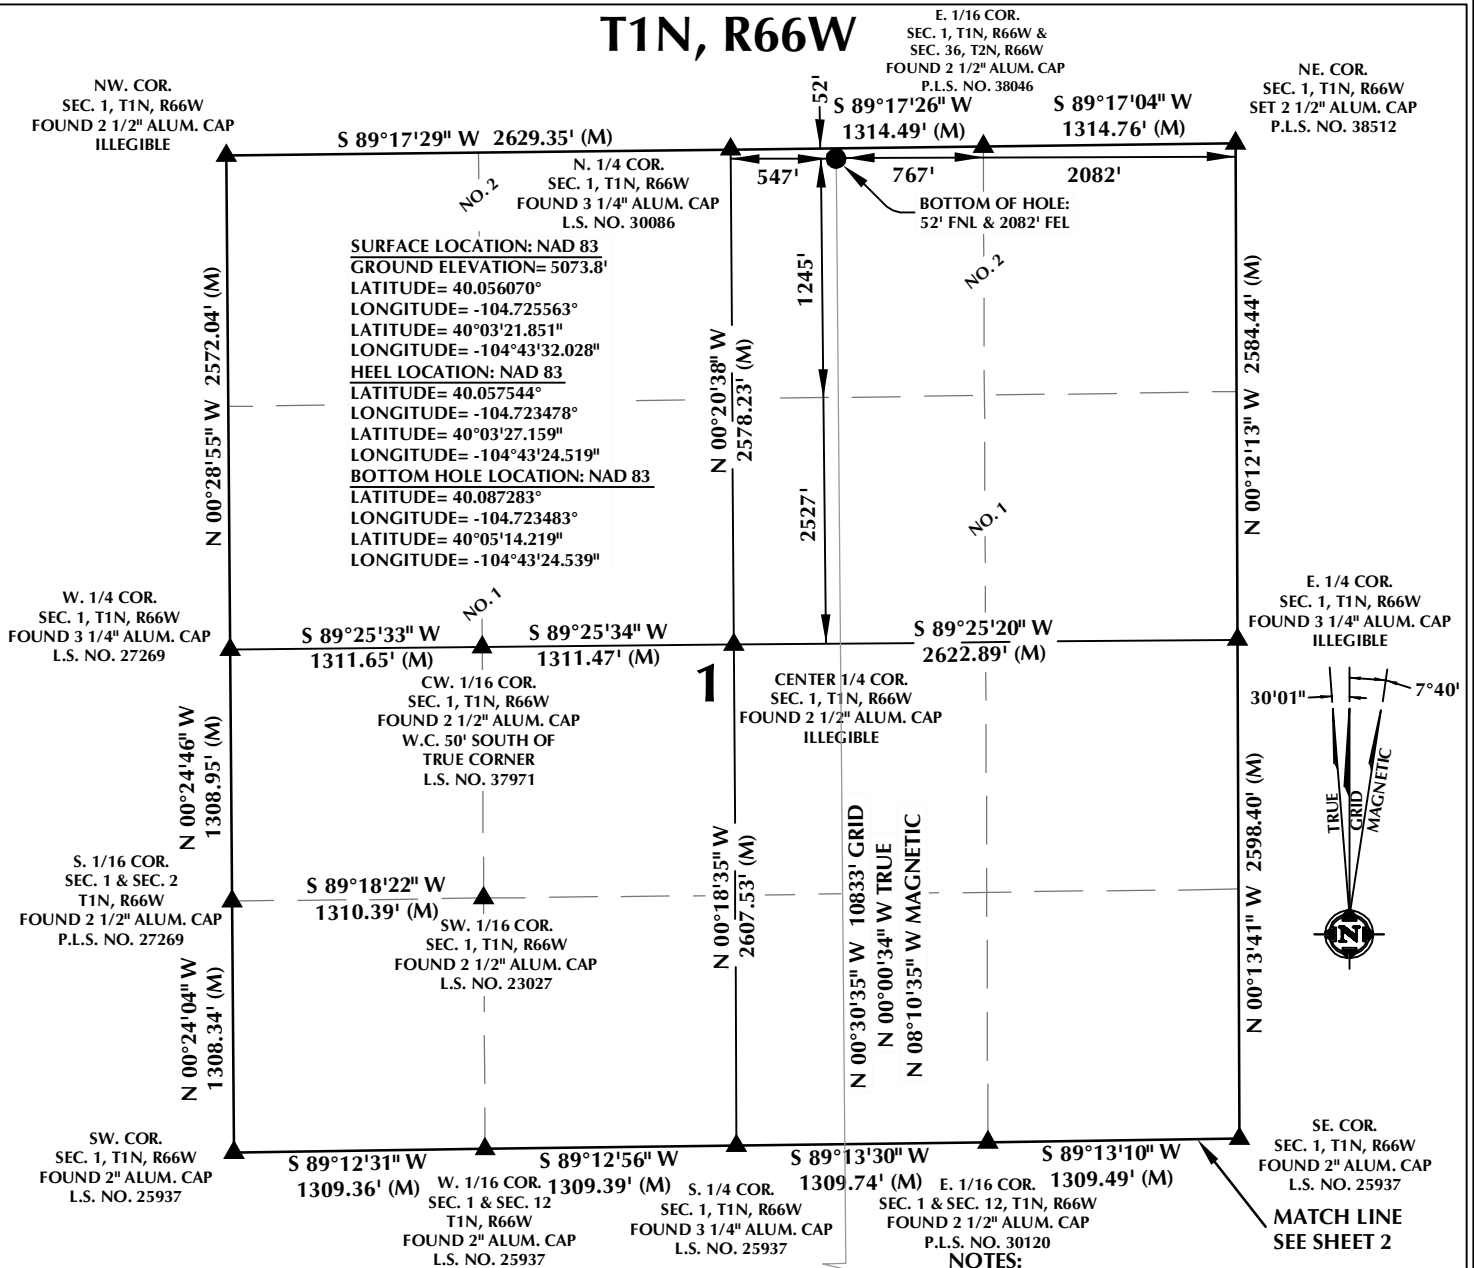 T1N, R66W
E. 1/16 COR.
SEC. 1, T1N, R66W &
SEC. 36, T2N, R66W
FOUND 2 1/2" ALUM. CAP
P.L.S. NO. 38046
NW. COR.
SEC. 1, T1N, R66W
FOUND 2 1/2" ALUM. CAP
ILLEGIBLE
NE. COR.
SEC. 1, T1N, R66W
SET 2 1/2" ALUM. CAP
P.L.S. NO. 38512
S 89°17'29" W 2629.35' (M)
52'
S 89°17'26" W
1314.49' (M)
S 89°17'04" W
1314.76' (M)
N. 1/4 COR.
SEC. 1, T1N, R66W
FOUND 3 1/4" ALUM. CAP
L.S. NO. 30086
547'
767'
2082'
BOTTOM OF HOLE:
52' FNL & 2082' FEL
NO. 2
NO. 2
SURFACE LOCATION: NAD 83
GROUND ELEVATION= 5073.8'
LATITUDE= 40.056070°
LONGITUDE= -104.725563°
LATITUDE= 40°03'21.851"
LONGITUDE= -104°43'32.028"
HEEL LOCATION: NAD 83
LATITUDE= 40.057544°
LONGITUDE= -104.723478°
LATITUDE= 40°03'27.159"
LONGITUDE= -104°43'24.519"
BOTTOM HOLE LOCATION: NAD 83
LATITUDE= 40.087283°
LONGITUDE= -104.723483°
LATITUDE= 40°05'14.219"
LONGITUDE= -104°43'24.539"
N 00°28'55" W 2572.04' (M)
N 00°20'38" W
2578.23' (M)
1245'
2527'
N 00°12'13" W 2584.44' (M)
NO. 1
NO. 1
W. 1/4 COR.
SEC. 1, T1N, R66W
FOUND 3 1/4" ALUM. CAP
L.S. NO. 27269
S 89°25'33" W
1311.65' (M)
S 89°25'34" W
1311.47' (M)
S 89°25'20" W
2622.89' (M)
E. 1/4 COR.
SEC. 1, T1N, R66W
FOUND 3 1/4" ALUM. CAP
ILLEGIBLE
CW. 1/16 COR.
SEC. 1, T1N, R66W
FOUND 2 1/2" ALUM. CAP
W.C. 50' SOUTH OF
TRUE CORNER
L.S. NO. 37971
1
CENTER 1/4 COR.
SEC. 1, T1N, R66W
FOUND 2 1/2" ALUM. CAP
ILLEGIBLE
30'01"
7°40'
TRUE
GRID
MAGNETIC
N
N 00°24'46" W
1308.95' (M)
S. 1/16 COR.
SEC. 1 & SEC. 2
T1N, R66W
FOUND 2 1/2" ALUM. CAP
P.L.S. NO. 27269
S 89°18'22" W
1310.39' (M)
SW. 1/16 COR.
SEC. 1, T1N, R66W
FOUND 2 1/2" ALUM. CAP
L.S. NO. 23027
N 00°18'35" W
2607.53' (M)
N 00°30'35" W 10833' GRID
N 00°00'34" W TRUE
N 08°10'35" W MAGNETIC
N 00°13'41" W 2598.40' (M)
N 00°24'04" W
1308.34' (M)
SW. COR.
SEC. 1, T1N, R66W
FOUND 2" ALUM. CAP
L.S. NO. 25937
S 89°12'31" W
1309.36' (M)
S 89°12'56" W
1309.39' (M)
S 89°13'30" W
1309.74' (M)
S 89°13'10" W
1309.49' (M)
SE. COR.
SEC. 1, T1N, R66W
FOUND 2" ALUM. CAP
L.S. NO. 25937
W. 1/16 COR.
SEC. 1 & SEC. 12
T1N, R66W
FOUND 2" ALUM. CAP
L.S. NO. 25937
S. 1/4 COR.
SEC. 1, T1N, R66W
FOUND 3 1/4" ALUM. CAP
L.S. NO. 25937
E. 1/16 COR.
SEC. 1 & SEC. 12, T1N, R66W
FOUND 2 1/2" ALUM. CAP
P.L.S. NO. 30120
MATCH LINE
SEE SHEET 2
NOTES: